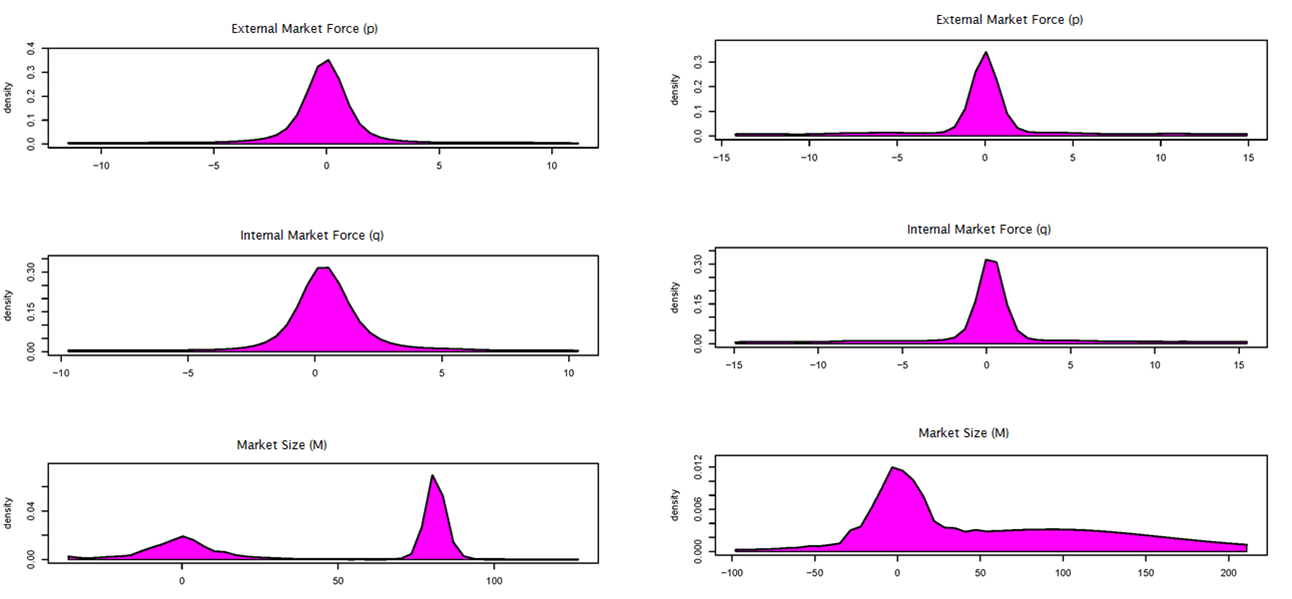 External Market Force (p)
density
0.0 0.1 0.2 0.3 0.4
−10 −5 0 5 10
External Market Force (p)
density
0.0 0.1 0.2 0.3
−15 −10 −5 0 5 10 15
Internal Market Force (q)
density
0.00 0.15 0.30
−10 −5 0 5 10
Internal Market Force (q)
density
0.00 0.15 0.30
−15 −10 −5 0 5 10 15
Market Size (M)
density
0.00 0.04
0 50 100
Market Size (M)
density
0.000 0.006 0.012
−100 −50 0 50 100 150 200